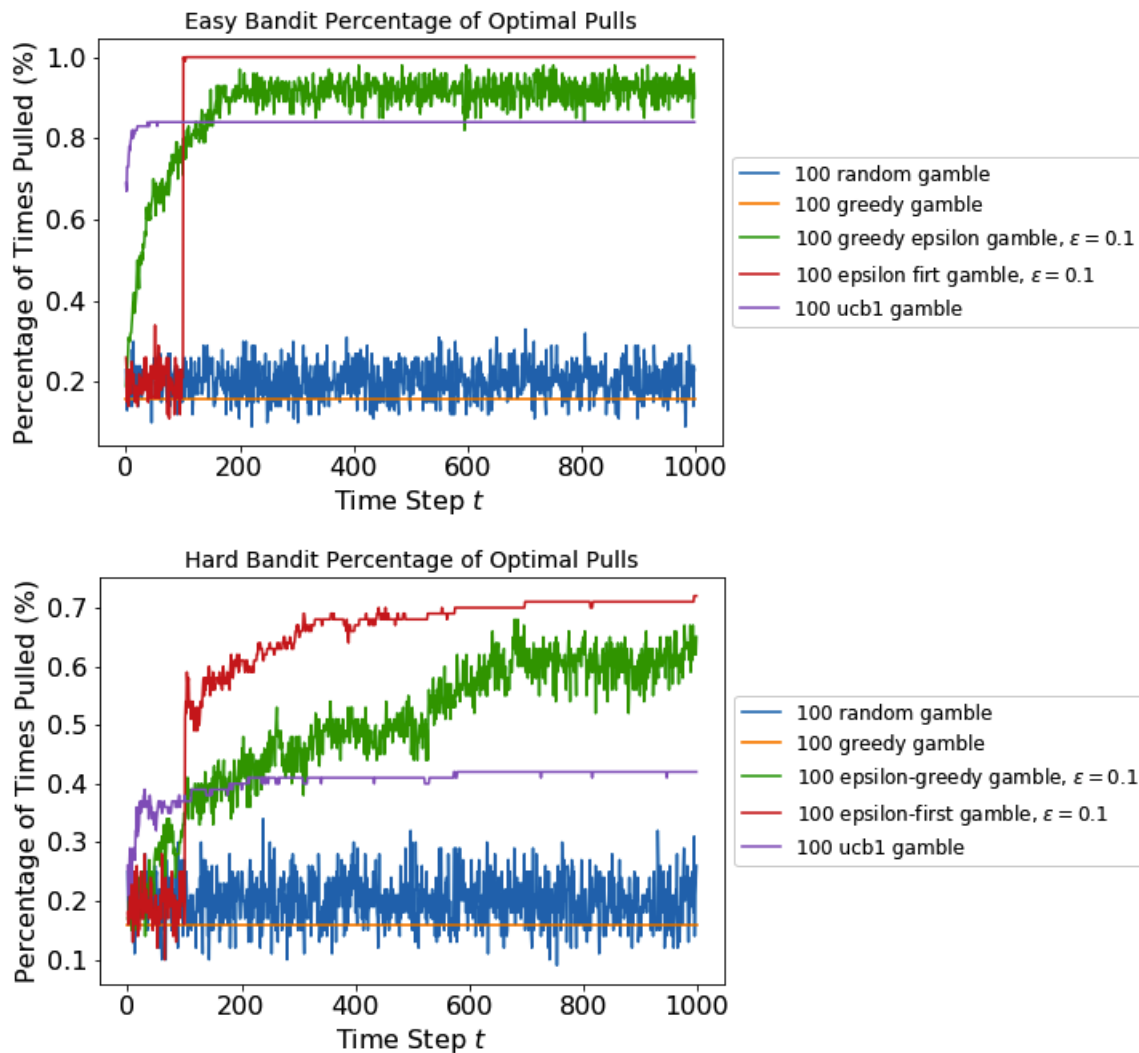 Easy Bandit Percentage of Optimal Pulls
Percentage of Times Pulled (%)
1.0
0.8
0.6
0.4
0.2
0
200
400
600
800
1000
Time Step t
100 random gamble
100 greedy gamble
100 greedy epsilon gamble, ε = 0.1
100 epsilon firt gamble, ε = 0.1
100 ucb1 gamble
Hard Bandit Percentage of Optimal Pulls
Percentage of Times Pulled (%)
0.7
0.6
0.5
0.4
0.3
0.2
0.1
0
200
400
600
800
1000
Time Step t
100 random gamble
100 greedy gamble
100 epsilon-greedy gamble, ε = 0.1
100 epsilon-first gamble, ε = 0.1
100 ucb1 gamble